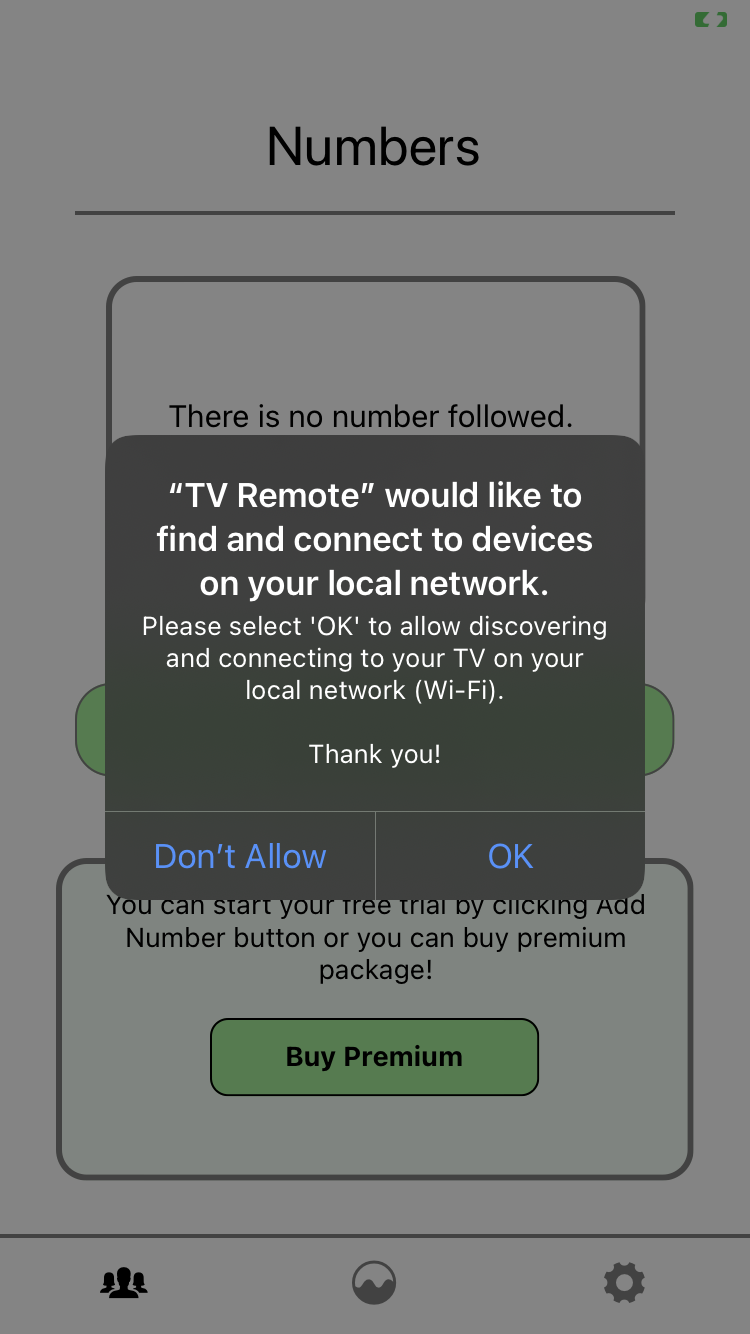 Numbers
There is no number followed.
“TV Remote” would like to
find and connect to devices
on your local network.
Please select 'OK' to allow discovering
and connecting to your TV on your
local network (Wi-Fi).
Thank you!
Don’t Allow
OK
You can start your free trial by clicking Add
Number button or you can buy premium
package!
Buy Premium